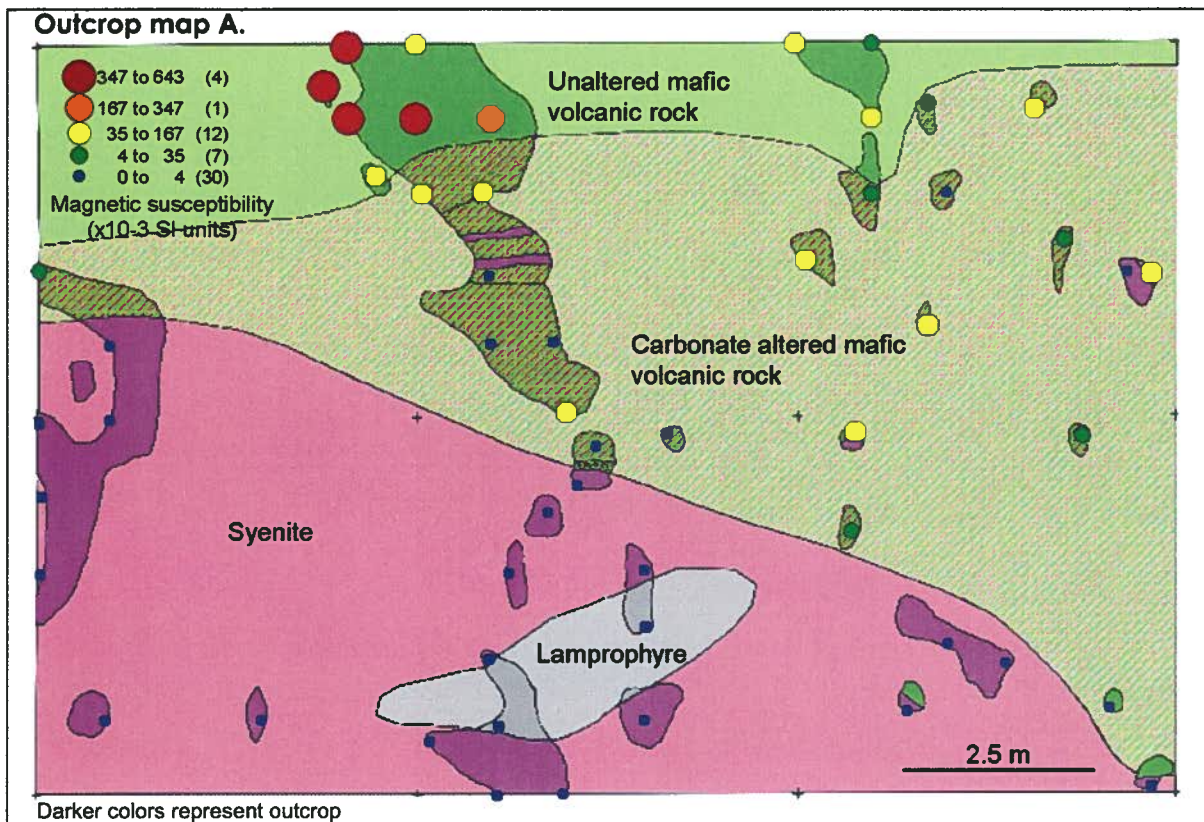 Outcrop map A.
347 to 643 (4)
167 to 347 (1)
35 to 167 (12)
4 to 35 (7)
0 to 4 (30)
Magnetic susceptibility
(x10-3 SI units)
Unaltered mafic
volcanic rock
Carbonate altered mafic
volcanic rock
Syenite
Lamprophyre
2.5 m
Darker colors represent outcrop